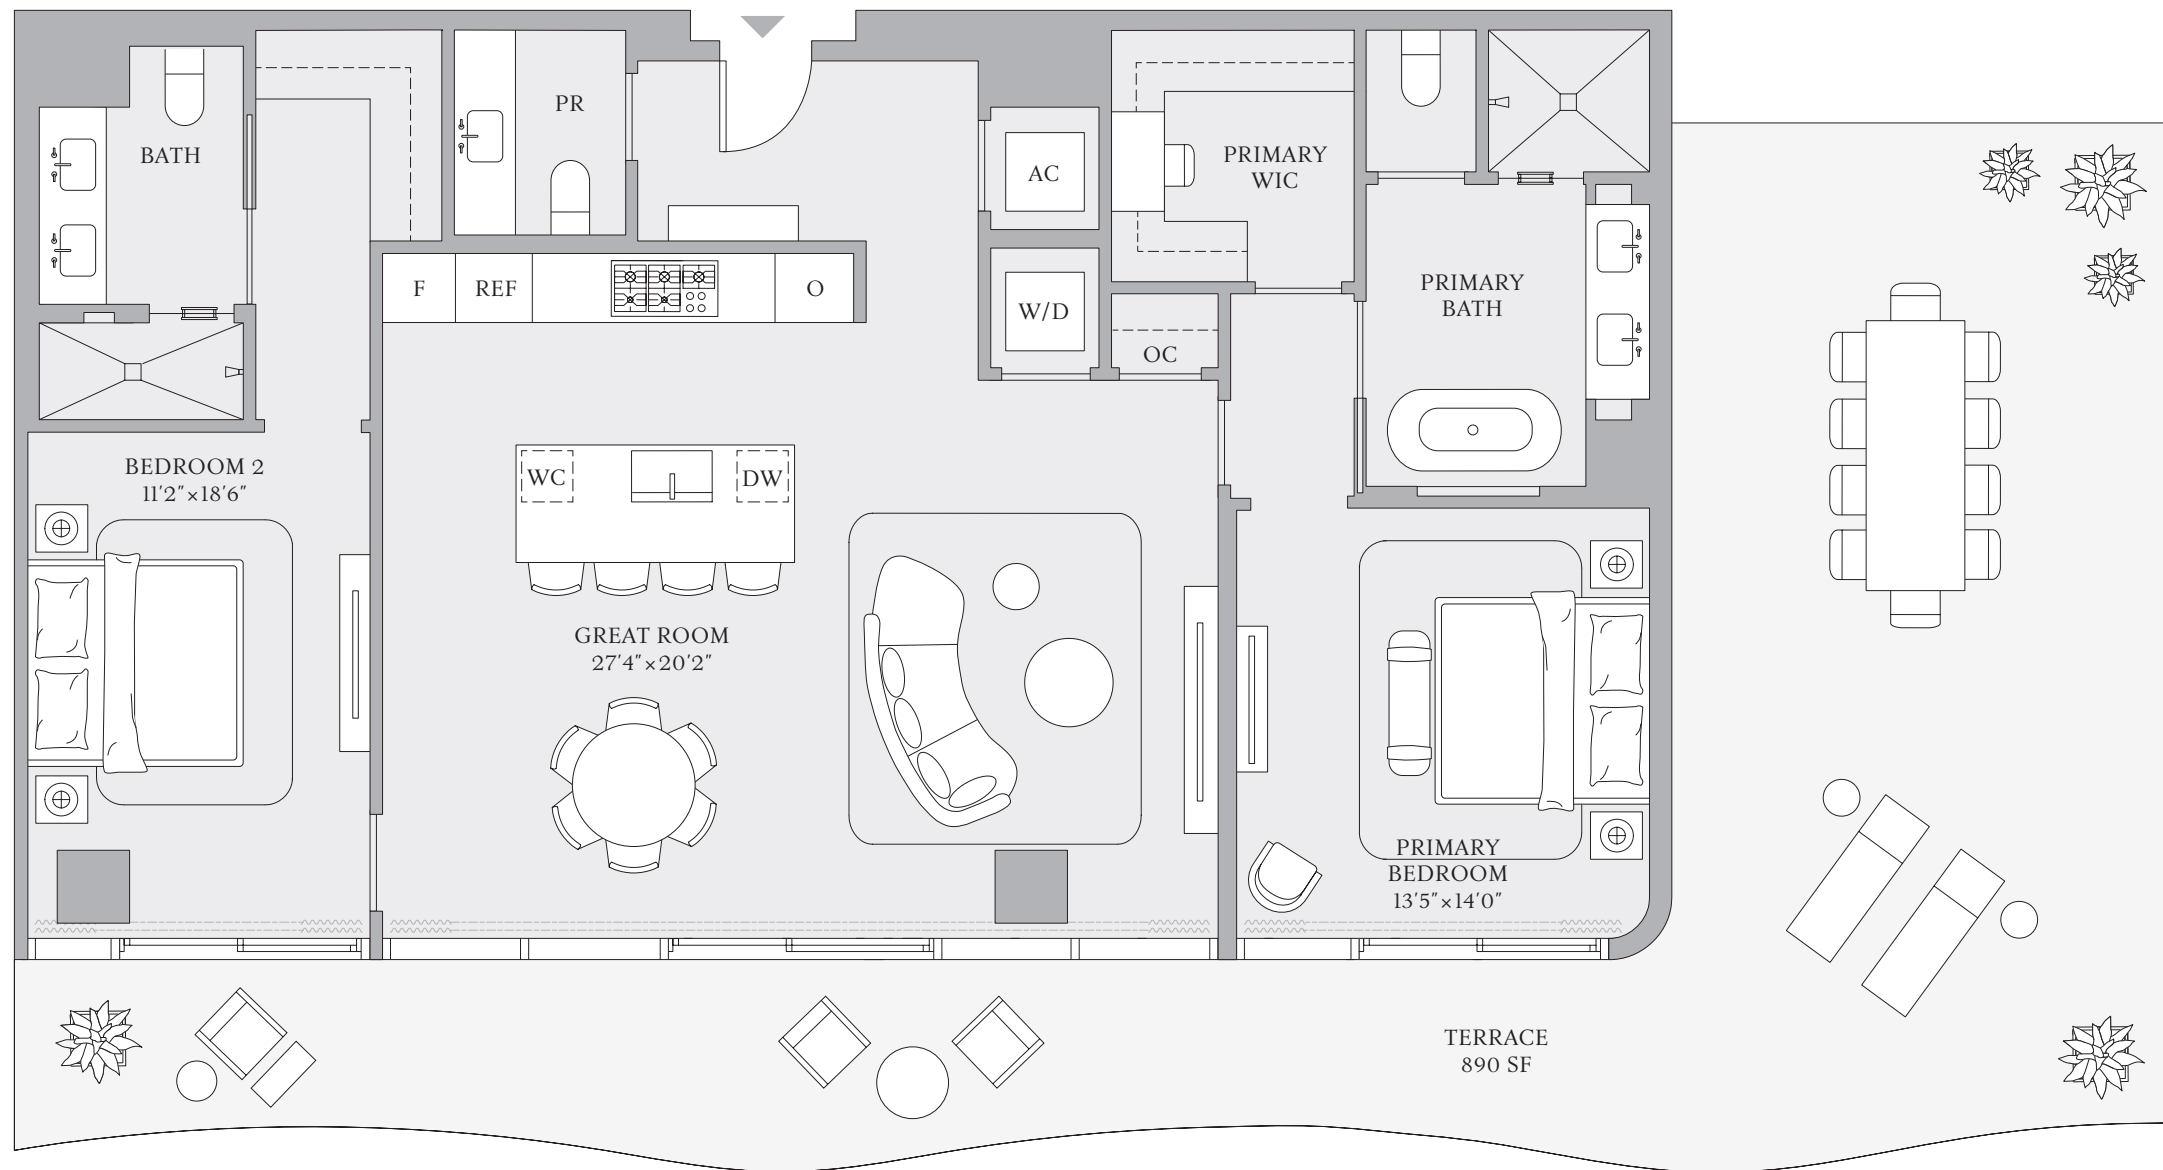 PR
BATH
PRIMARY
WIC
AC
PRIMARY
BATH
F
REF
O
W/D
OC
BEDROOM 2
11'2"×18'6"
WC
DW
GREAT ROOM
27'4"×20'2"
PRIMARY
BEDROOM
13'5"×14'0"
TERRACE
890 SF